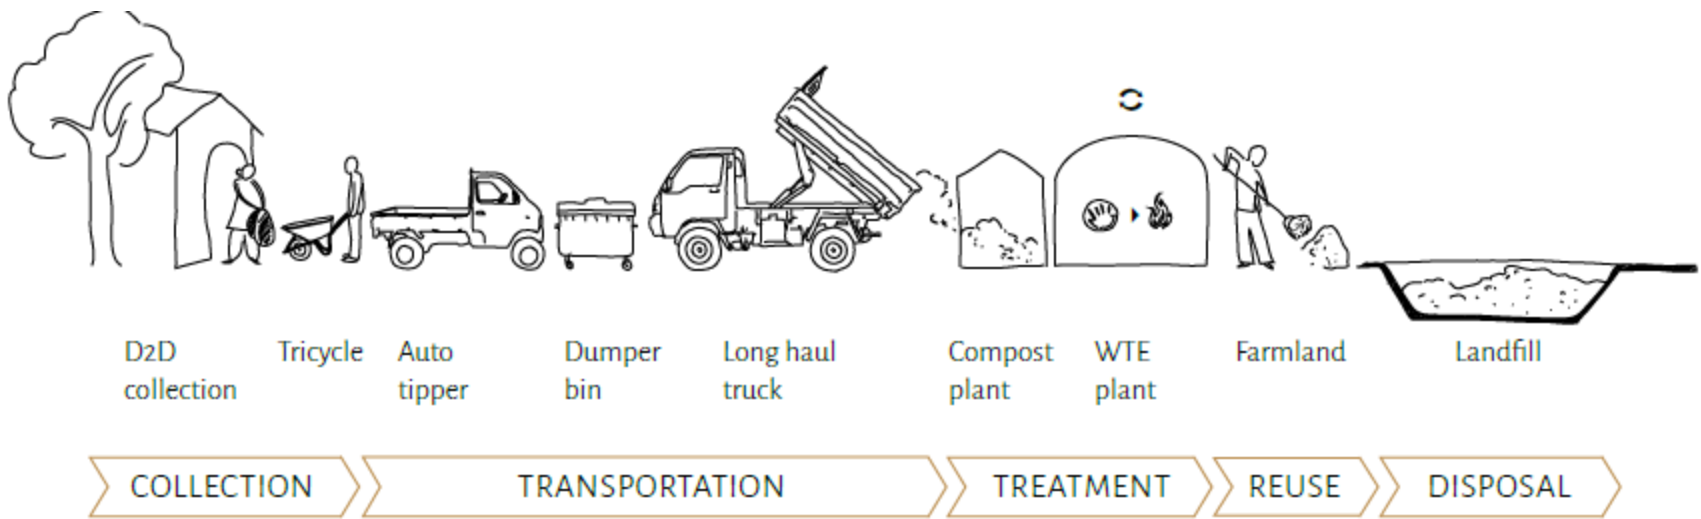 D2D
collection
Tricycle
Auto
tipper
Dumper
bin
Long haul
truck
Compost
plant
WTE
plant
Farmland
Landfill
COLLECTION
TRANSPORTATION
TREATMENT
REUSE
DISPOSAL